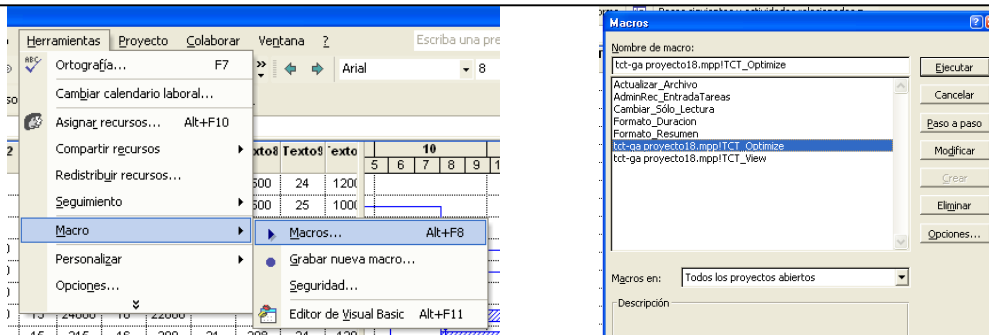 Herramientas Proyecto Colaborar Ventana ? Escriba una pre
Ortografía... F7
Arial 8
Cambiar calendario laboral...
Asignar recursos... Alt+F10
Compartir recursos
Redistribuir recursos...
Seguimiento
Macro
Personalizar
Opciones...
Macros... Alt+F8
Grabar nueva macro...
Seguridad...
Editor de Visual Basic Alt+F11
xto8 Texto9 exto 10
5 6 7 8 9 1
500 24 1200
500 25 1000
Macros
Nombre de macro:
tct-ga proyecto18.mpp!TCT_Optimize
Actualizar_Archivo
AdminRec_EntradaTareas
Cambiar_Sólo_Lectura
Formato_Duracion
Formato_Resumen
tct-ga proyecto18.mpp!TCT_Optimize
tct-ga proyecto18.mpp!TCT_View
Ejecutar
Cancelar
Paso a paso
Modificar
Crear
Eliminar
Opciones...
Macros en: Todos los proyectos abiertos
Descripción